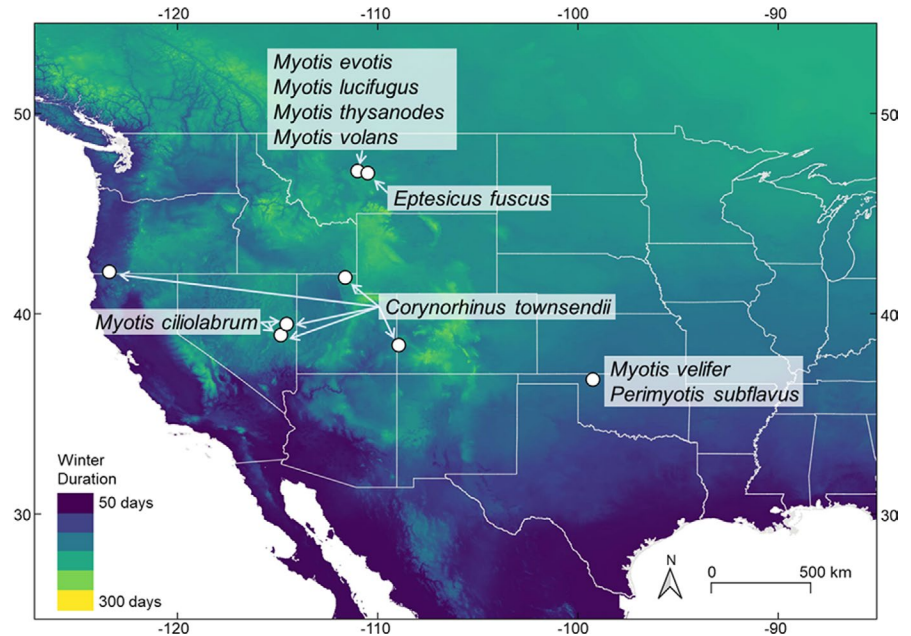 -120
-110
-100
-90
Myotis evotis
Myotis lucifugus
Myotis thysanodes
Myotis volans
50
50
Eptesicus fuscus
40
Corynorhinus townsendii
40
Myotis ciliolabrum
Myotis velifer
Perimyotis subflavus
Winter
Duration
50 days
300 days
30
30
N
0
500 km
-120
-110
-100
-90